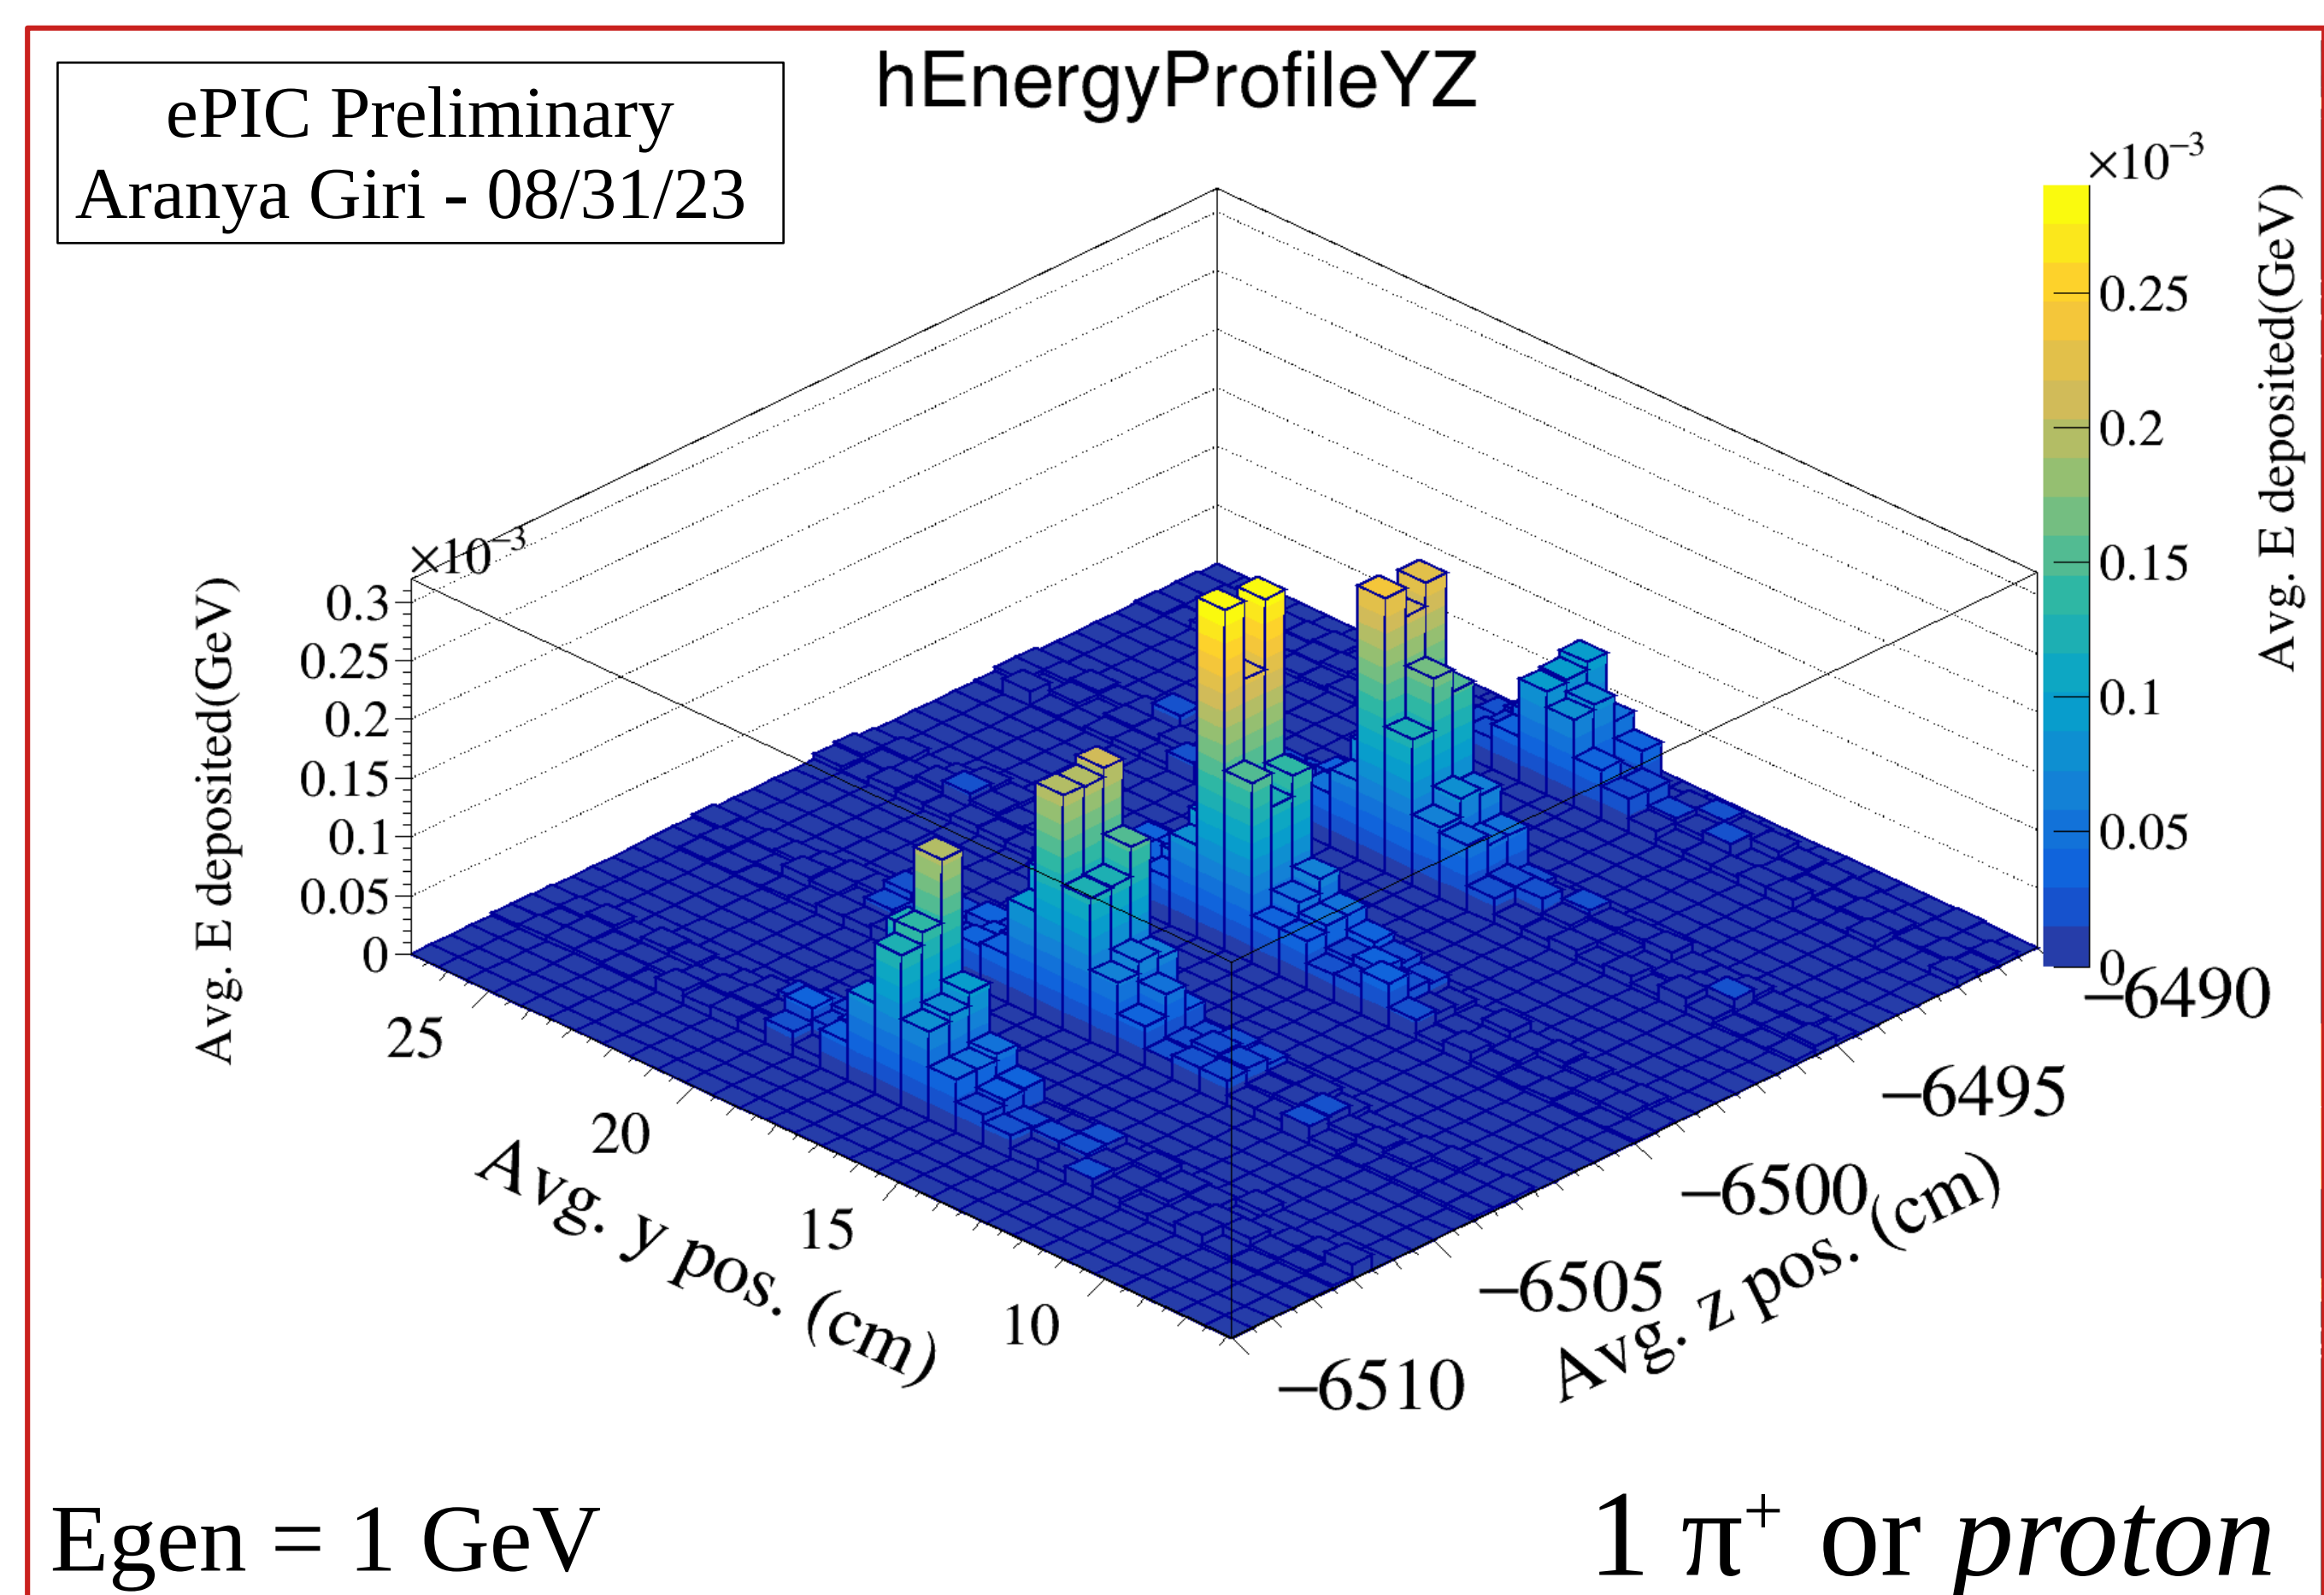 hEnergyProfileYZ
ePIC Preliminary
Aranya Giri - 08/31/23
×10⁻³
Avg. E deposited(GeV)
0.3
0.25
0.2
0.15
0.1
0.05
0
×10⁻³
0.25
0.2
0.15
0.1
0.05
0
Avg. E deposited(GeV)
25
20
15
10
Avg. y pos. (cm)
−6490
−6495
−6500
−6505
−6510
Avg. z pos. (cm)
Egen = 1 GeV
1 π⁺ or proton